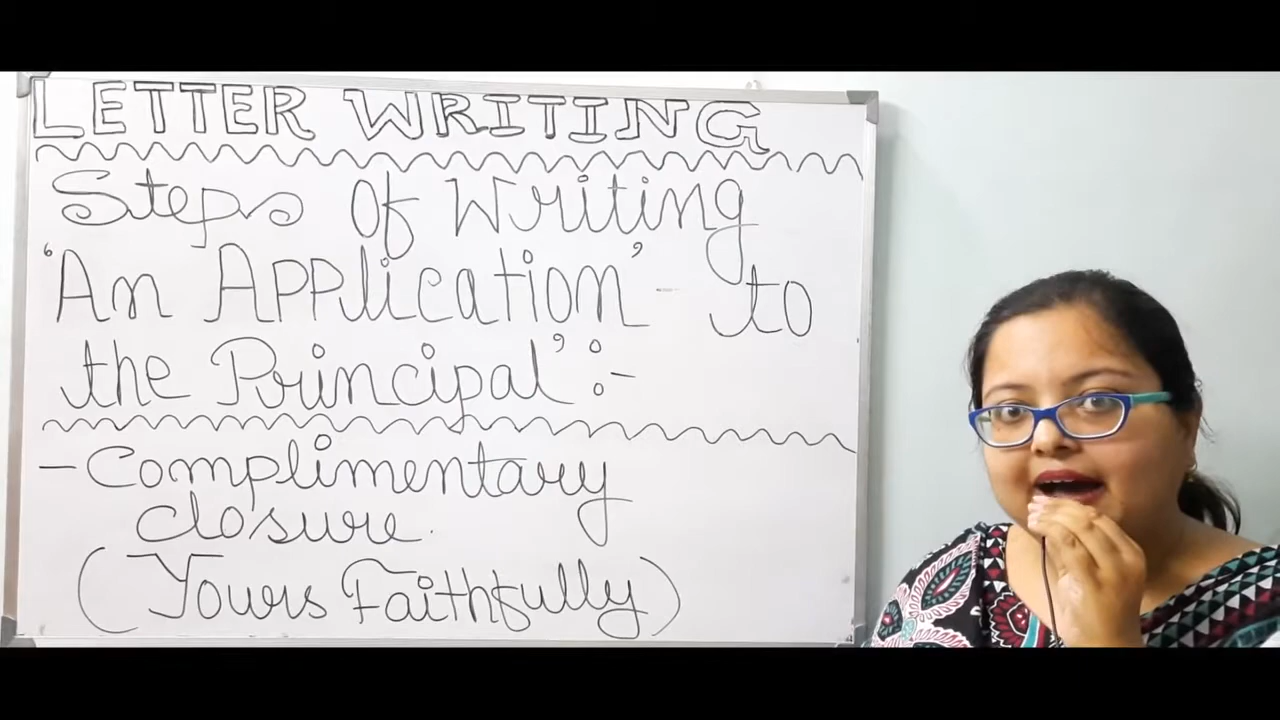 LETTER WRITING
Steps Of Writing
'An Application' - to
the Principal' :-
- Complimentary
closure.
(Yours Faithfully)